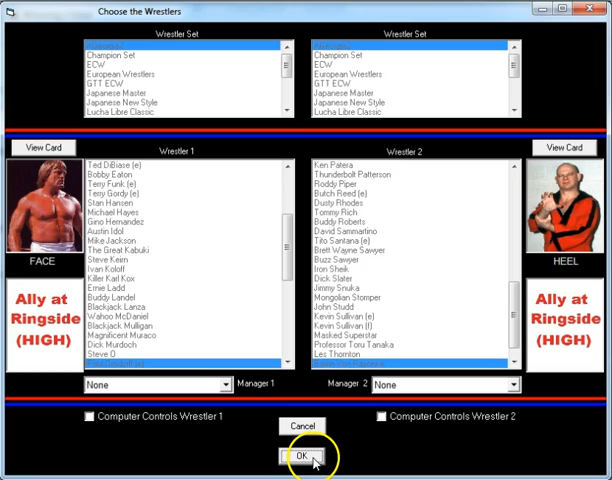 Choose the Wrestlers
Wrestler Set
Wrestler Set
Champion Set
ECW
European Wrestlers
GTT ECW
Japanese Master
Japanese New Style
Lucha Libre Classic
Champion Set
ECW
European Wrestlers
GTT ECW
Japanese Master
Japanese New Style
Lucha Libre Classic
View Card
Wrestler 1
Wrestler 2
View Card
FACE
Ally at
Ringside
(HIGH)
Ted DiBiase (e)
Bobby Eaton
Terry Funk (e)
Terry Gordy (e)
Stan Hansen
Michael Hayes
Gino Hernandez
Austin Idol
Mike Jackson
The Great Kabuki
Steve Keirn
Ivan Koloff
Killer Karl Kox
Ernie Ladd
Buddy Landel
Blackjack Lanza
Wahoo McDaniel
Blackjack Mulligan
Magnificent Muraco
Dick Murdoch
Steve O
Ken Patera
Thunderbolt Patterson
Roddy Piper
Butch Reed (e)
Dusty Rhodes
Tommy Rich
Buddy Roberts
David Sammartino
Tito Santana (e)
Brett Wayne Sawyer
Buzz Sawyer
Iron Sheik
Dick Slater
Jimmy Snuka
Mongolian Stomper
John Studd
Kevin Sullivan (e)
Kevin Sullivan (f)
Masked Superstar
Professor Toru Tanaka
Les Thornton
HEEL
Ally at
Ringside
(HIGH)
None
Manager 1
Manager 2
None
Computer Controls Wrestler 1
Computer Controls Wrestler 2
Cancel
OK